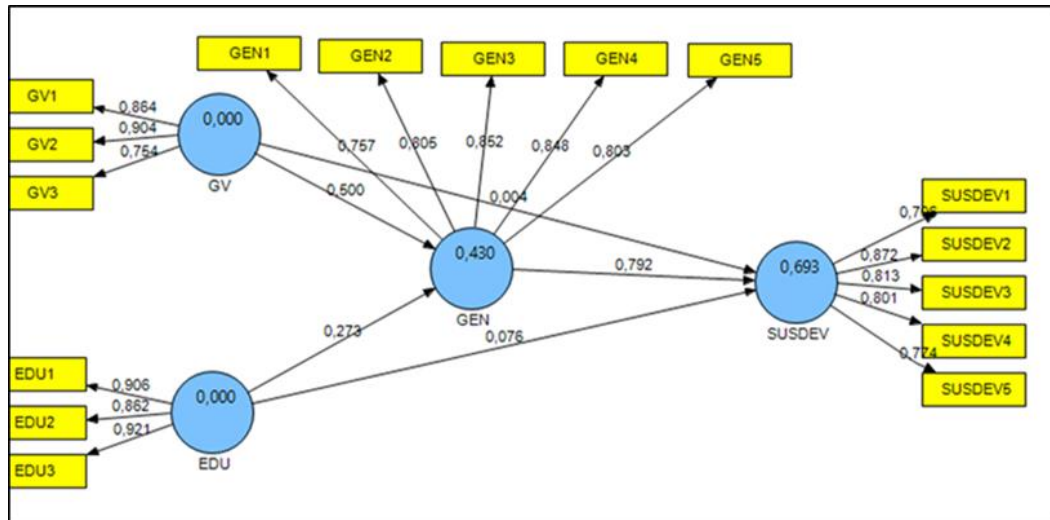 GEN1
GEN2
GEN3
GEN4
GEN5
GV1
GV2
GV3
0,864
0,904
0,754
0,000
GV
0,757
0,805
0,852
0,848
0,803
0,500
0,004
0,430
GEN
0,792
0,693
SUSDEV
0,706
0,872
0,813
0,801
0,774
SUSDEV1
SUSDEV2
SUSDEV3
SUSDEV4
SUSDEV5
0,273
0,076
EDU1
EDU2
EDU3
0,906
0,862
0,921
0,000
EDU